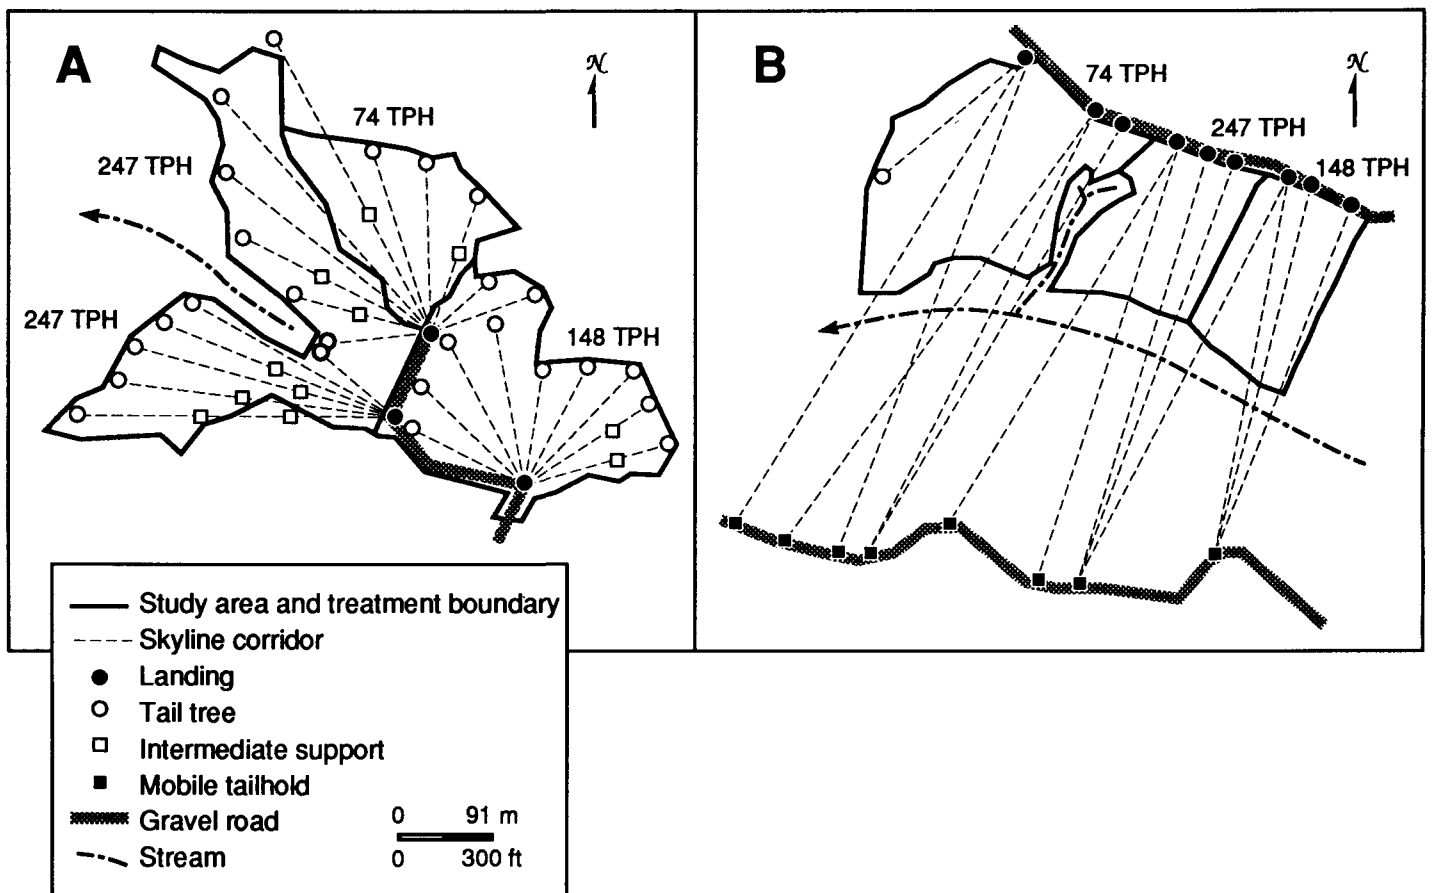 A
N
74 TPH
247 TPH
247 TPH
148 TPH
B
N
74 TPH
247 TPH
148 TPH
Study area and treatment boundary
Skyline corridor
Landing
Tail tree
Intermediate support
Mobile tailhold
Gravel road
Stream
0 91 m
0 300 ft